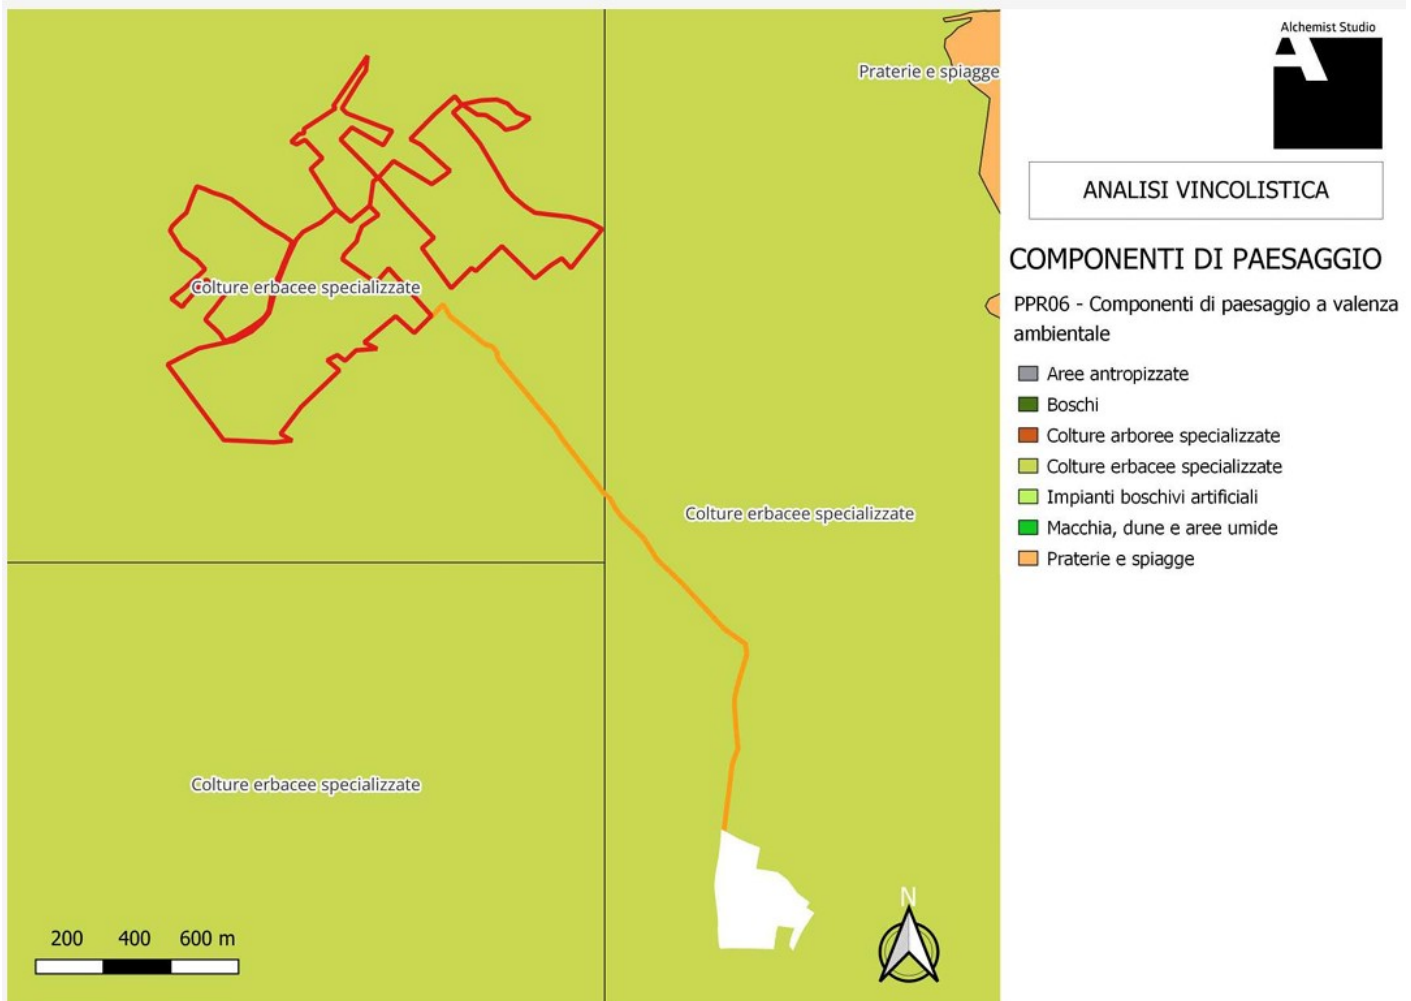 Alchemist Studio
A
Praterie e spiagge
ANALISI VINCOLISTICA
COMPONENTI DI PAESAGGIO
PPR06 - Componenti di paesaggio a valenza
ambientale
Aree antropizzate
Boschi
Colture arboree specializzate
Colture erbacee specializzate
Impianti boschivi artificiali
Macchia, dune e aree umide
Praterie e spiagge
Colture erbacee specializzate
Colture erbacee specializzate
Colture erbacee specializzate
N
200 400 600 m